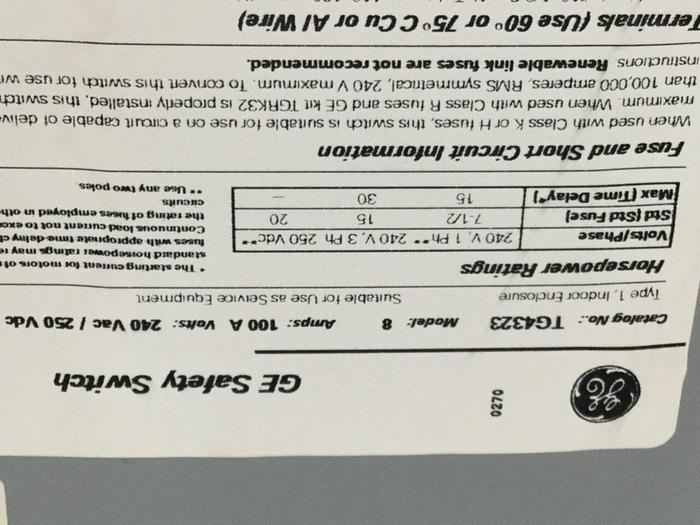 GE
0270
GE Safety Switch
Catalog No.: TG4323 Model: 8 Amps: 100 A Volts: 240 Vac / 250 Vdc
Type 1, Indoor Enclosure Suitable for Use as Service Equipment
Horsepower Ratings
Volts/Phase 240 V, 1 Ph** 240 V, 3 Ph 250 Vdc**
Std (Std Fuse) 7-1/2 15 20
Max (Time Delay*) 15 30 —
* The starting current for motors of
standard horsepower ratings may
fuses with appropriate time-delay
Continuous load current not to
the rating of fuses employed in
circuits
** Use any two poles.
Fuse and Short Circuit Information
When used with Class K or H fuses, this switch is suitable for use on a circuit capable of
maximum. When used with Class R fuses and GE kit TGRK32 is properly installed, this switch
than 100,000 amperes, RMS symmetrical, 240 V maximum. To convert this switch for use
instructions. Renewable link fuses are not recommended.
Terminals (Use 60° or 75° C Cu or Al Wire)